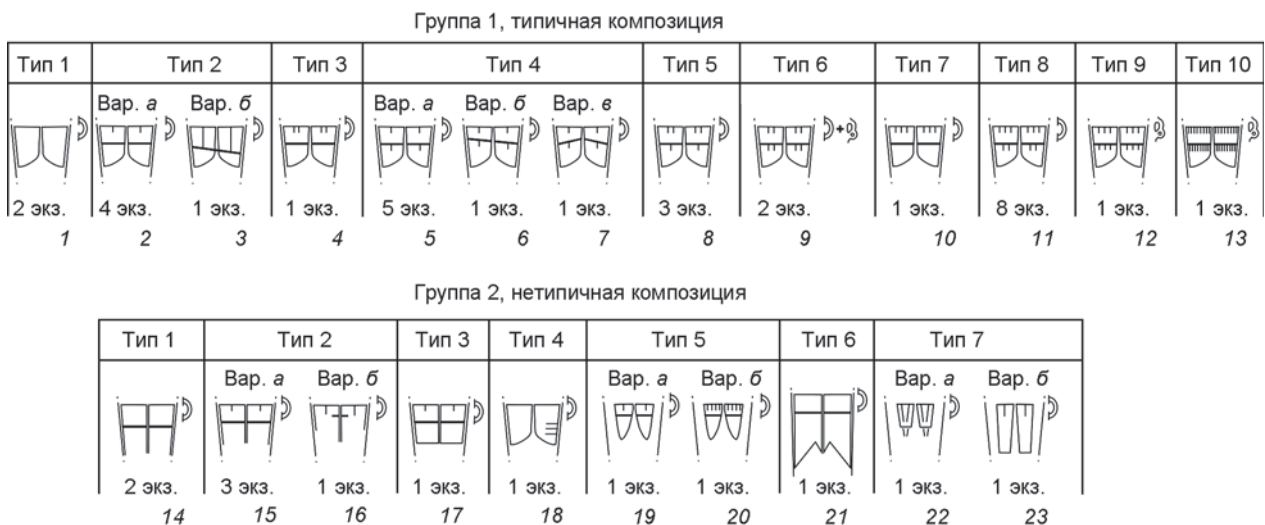 Группа 1, типичная композиция
Тип 1 Тип 2 Тип 3 Тип 4 Тип 5 Тип 6 Тип 7 Тип 8 Тип 9 Тип 10
Вар. а Вар. б Вар. а Вар. б Вар. в
2 экз. 4 экз. 1 экз. 1 экз. 5 экз. 1 экз. 1 экз. 3 экз. 2 экз. 1 экз. 8 экз. 1 экз. 1 экз.
1 2 3 4 5 6 7 8 9 10 11 12 13
Группа 2, нетипичная композиция
Тип 1 Тип 2 Тип 3 Тип 4 Тип 5 Тип 6 Тип 7
Вар. а Вар. б Вар. а Вар. б Вар. а Вар. б
2 экз. 3 экз. 1 экз. 1 экз. 1 экз. 1 экз. 1 экз. 1 экз. 1 экз. 1 экз.
14 15 16 17 18 19 20 21 22 23